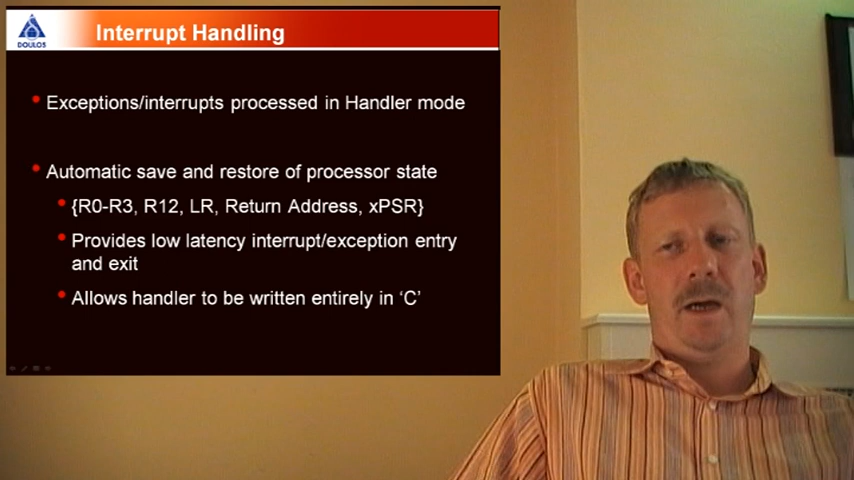 DOULOS
Interrupt Handling
Exceptions/interrupts processed in Handler mode
Automatic save and restore of processor state
{R0-R3, R12, LR, Return Address, xPSR}
Provides low latency interrupt/exception entry
and exit
Allows handler to be written entirely in ‘C’